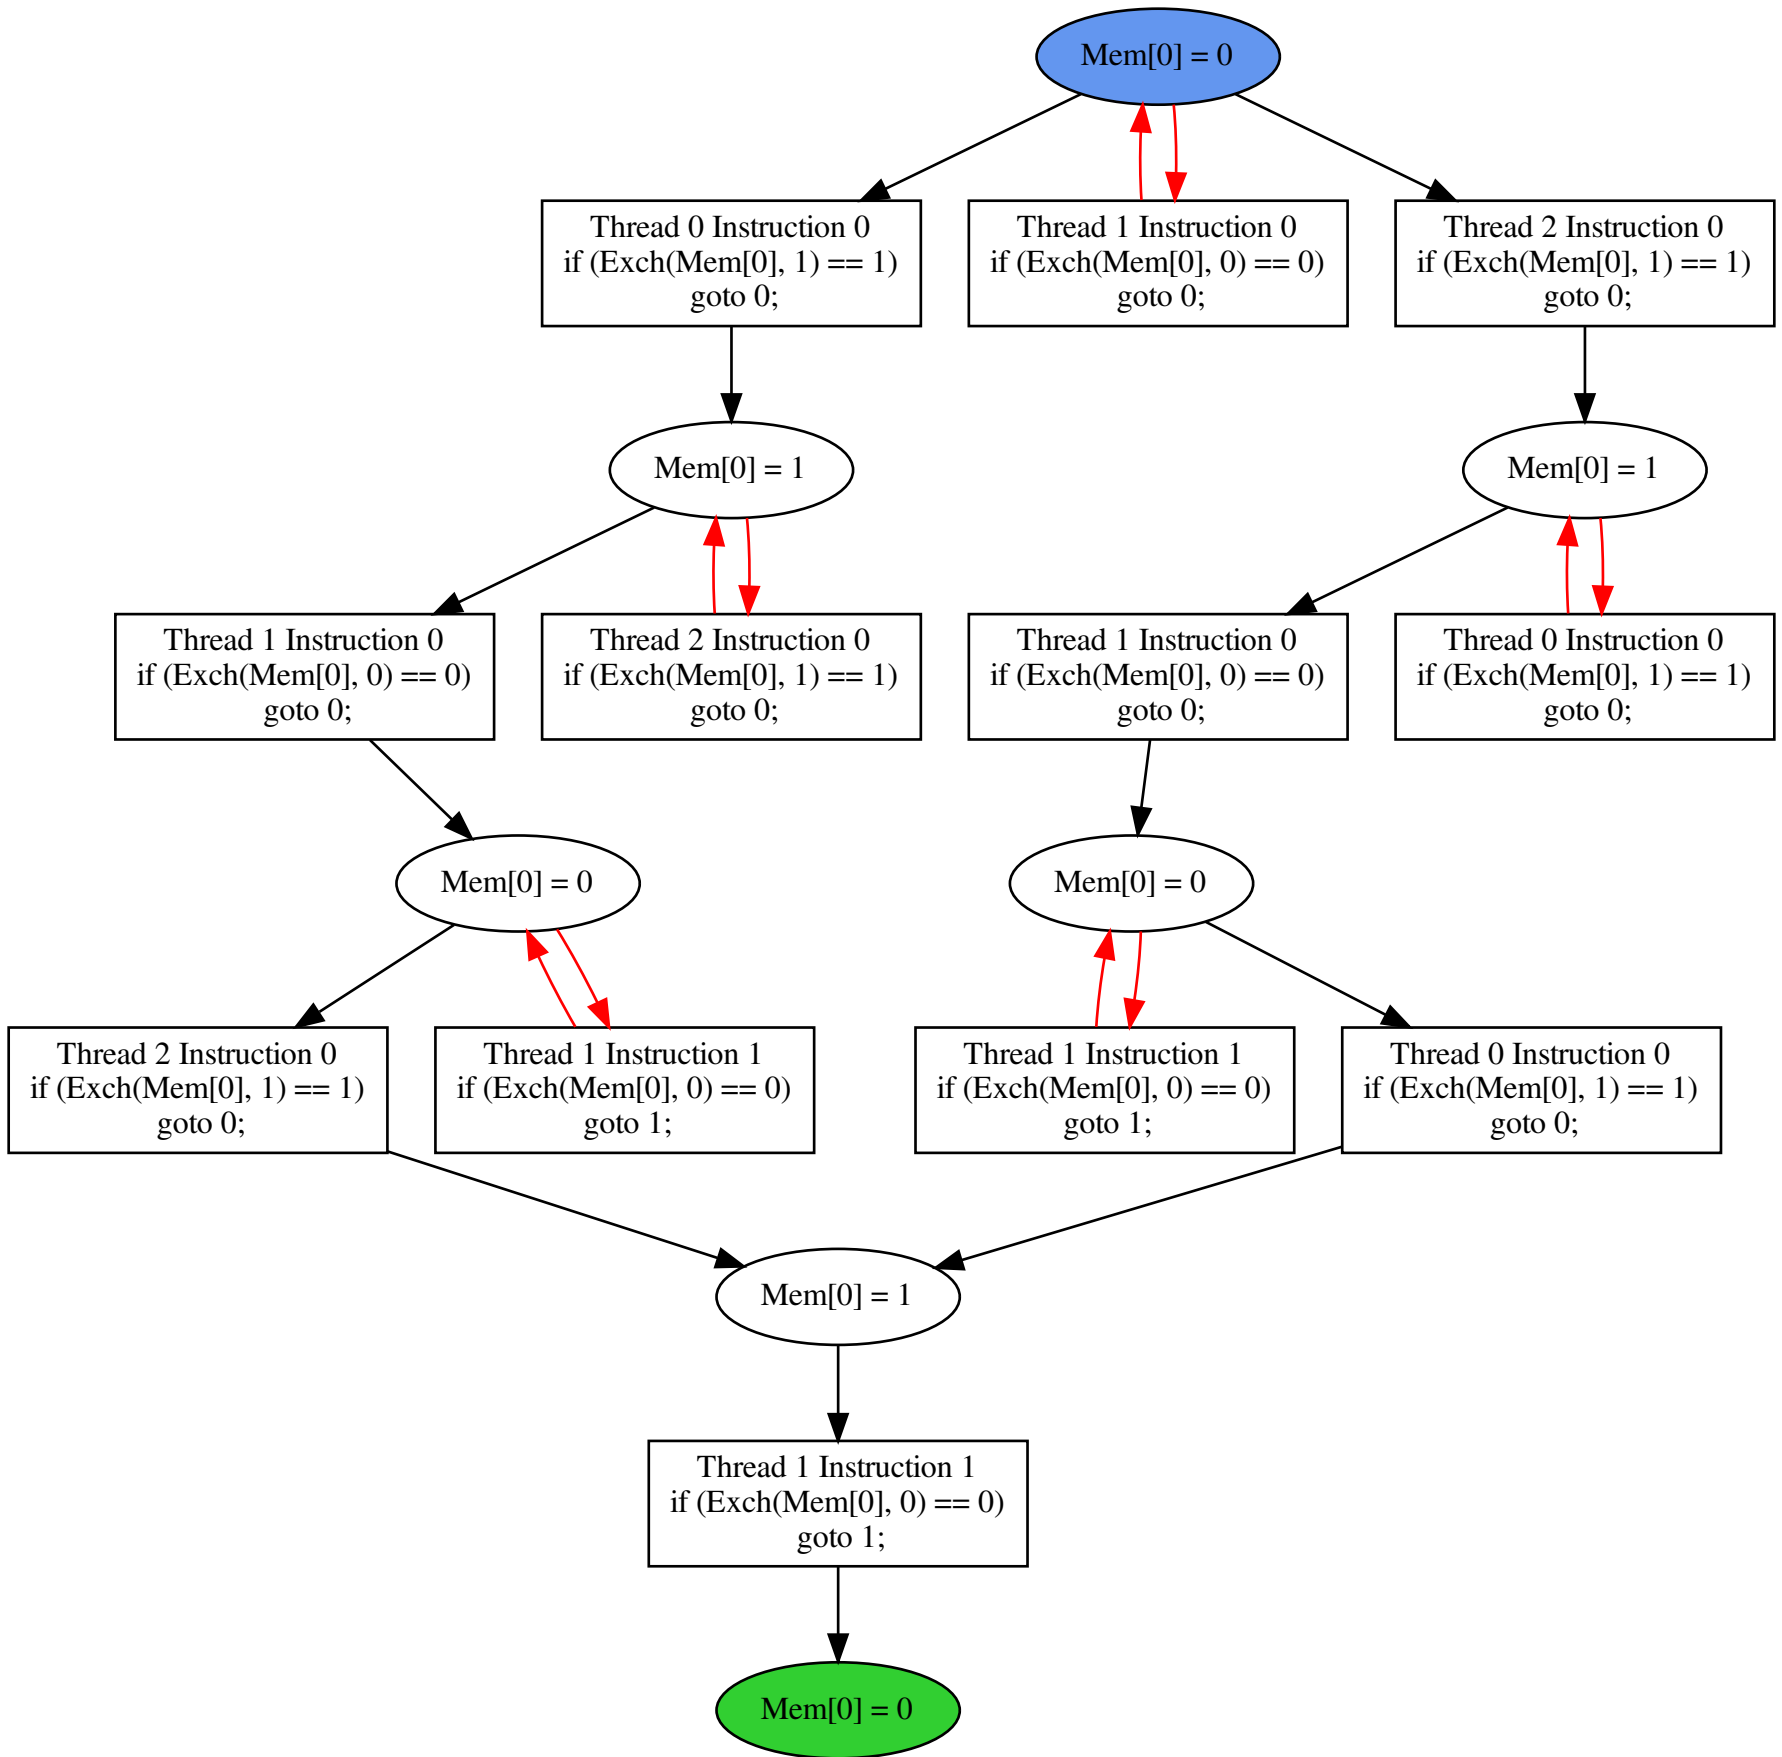 Mem[0] = 0
Thread 0 Instruction 0
if (Exch(Mem[0], 1) == 1)
goto 0;
Thread 1 Instruction 0
if (Exch(Mem[0], 0) == 0)
goto 0;
Thread 2 Instruction 0
if (Exch(Mem[0], 1) == 1)
goto 0;
Mem[0] = 1
Mem[0] = 1
Thread 1 Instruction 0
if (Exch(Mem[0], 0) == 0)
goto 0;
Thread 2 Instruction 0
if (Exch(Mem[0], 1) == 1)
goto 0;
Thread 1 Instruction 0
if (Exch(Mem[0], 0) == 0)
goto 0;
Thread 0 Instruction 0
if (Exch(Mem[0], 1) == 1)
goto 0;
Mem[0] = 0
Mem[0] = 0
Thread 2 Instruction 0
if (Exch(Mem[0], 1) == 1)
goto 0;
Thread 1 Instruction 1
if (Exch(Mem[0], 0) == 0)
goto 1;
Thread 1 Instruction 1
if (Exch(Mem[0], 0) == 0)
goto 1;
Thread 0 Instruction 0
if (Exch(Mem[0], 1) == 1)
goto 0;
Mem[0] = 1
Thread 1 Instruction 1
if (Exch(Mem[0], 0) == 0)
goto 1;
Mem[0] = 0